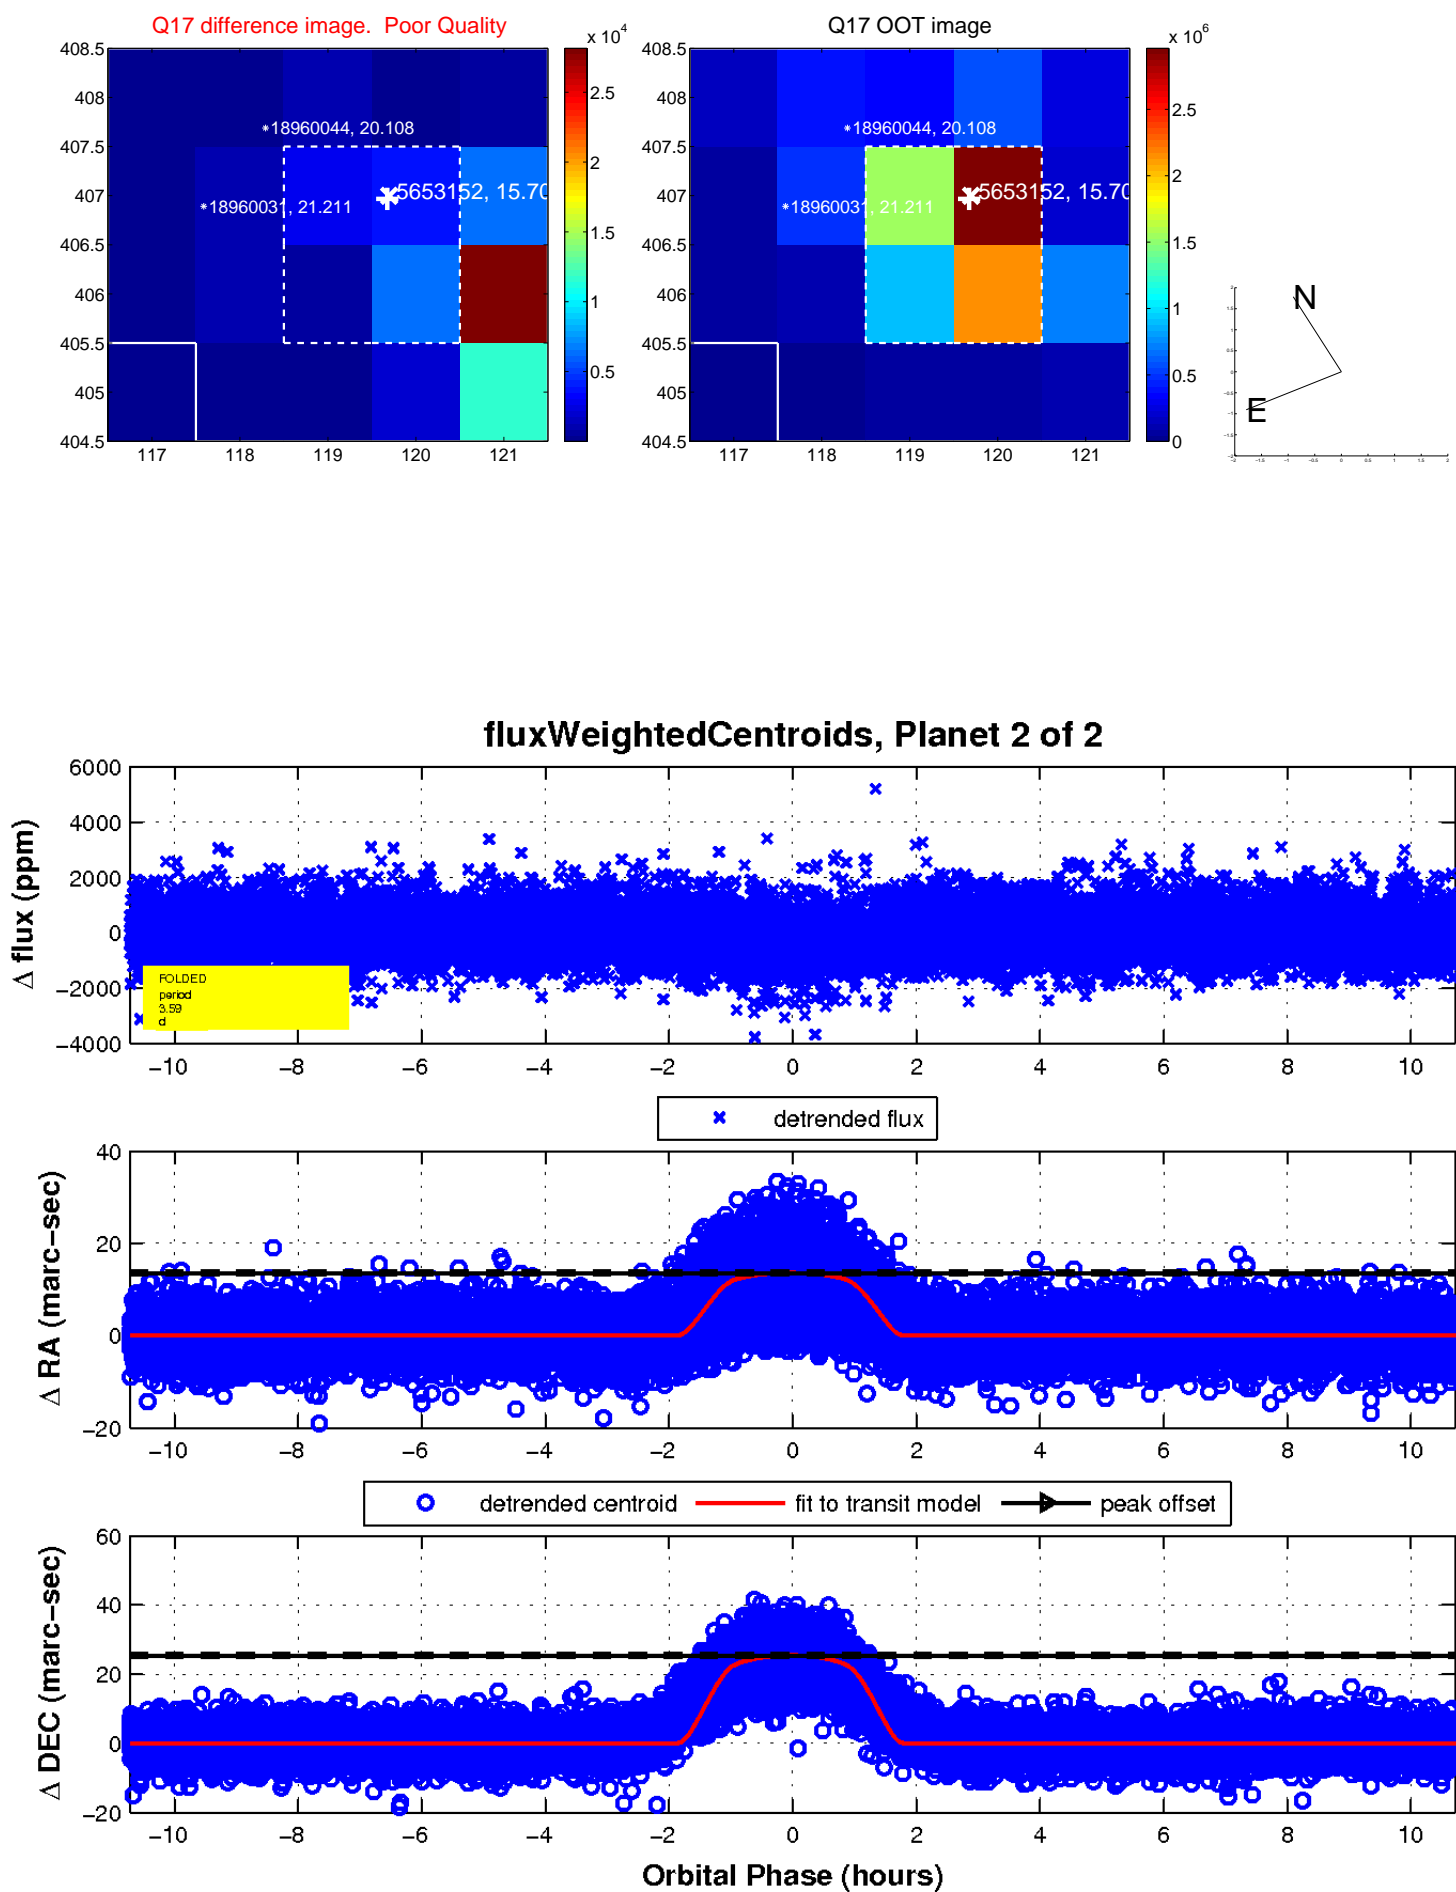 Q17 difference image. Poor Quality
x 10^4
408.5
408
407.5
407
406.5
406
405.5
405
404.5
117 118 119 120 121
2.5
2
1.5
1
0.5
18960044, 20.108
5653152, 15.70
18960031, 21.211
Q17 OOT image
x 10^6
408.5
408
407.5
407
406.5
406
405.5
405
404.5
117 118 119 120 121
2.5
2
1.5
1
0.5
0
18960044, 20.108
5653152, 15.70
18960031, 21.211
N
E
fluxWeightedCentroids, Planet 2 of 2
Δ flux (ppm)
6000
4000
2000
0
−2000
−4000
FOLDED
period
3.59
d
−10 −8 −6 −4 −2 0 2 4 6 8 10
detrended flux
Δ RA (marc−sec)
40
20
0
−20
−10 −8 −6 −4 −2 0 2 4 6 8 10
detrended centroid fit to transit model peak offset
Δ DEC (marc−sec)
60
40
20
0
−20
−10 −8 −6 −4 −2 0 2 4 6 8 10
Orbital Phase (hours)